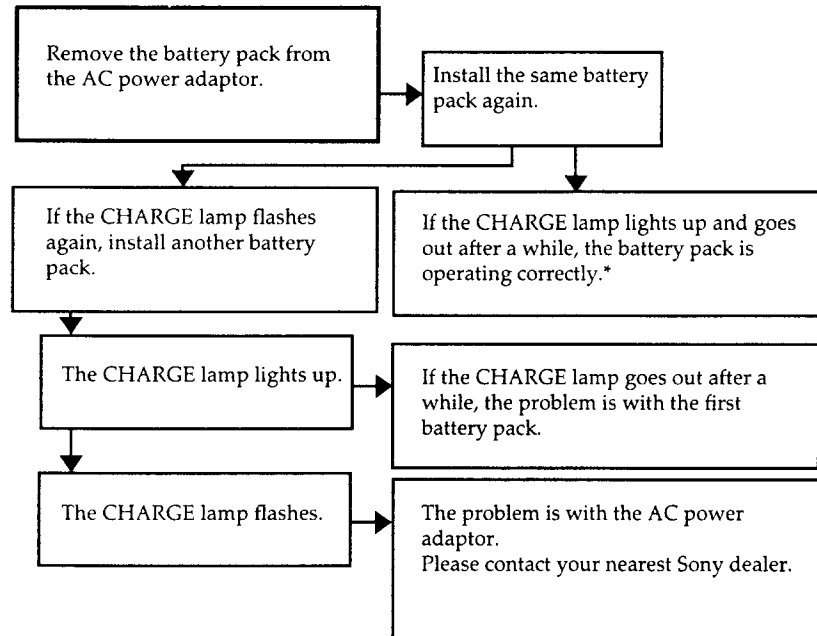 Remove the battery pack from
the AC power adaptor.
Install the same battery
pack again.
If the CHARGE lamp flashes
again, install another battery
pack.
If the CHARGE lamp lights up and goes
out after a while, the battery pack is
operating correctly.*
The CHARGE lamp lights up.
If the CHARGE lamp goes out after a
while, the problem is with the first
battery pack.
The CHARGE lamp flashes.
The problem is with the AC power
adaptor.
Please contact your nearest Sony dealer.